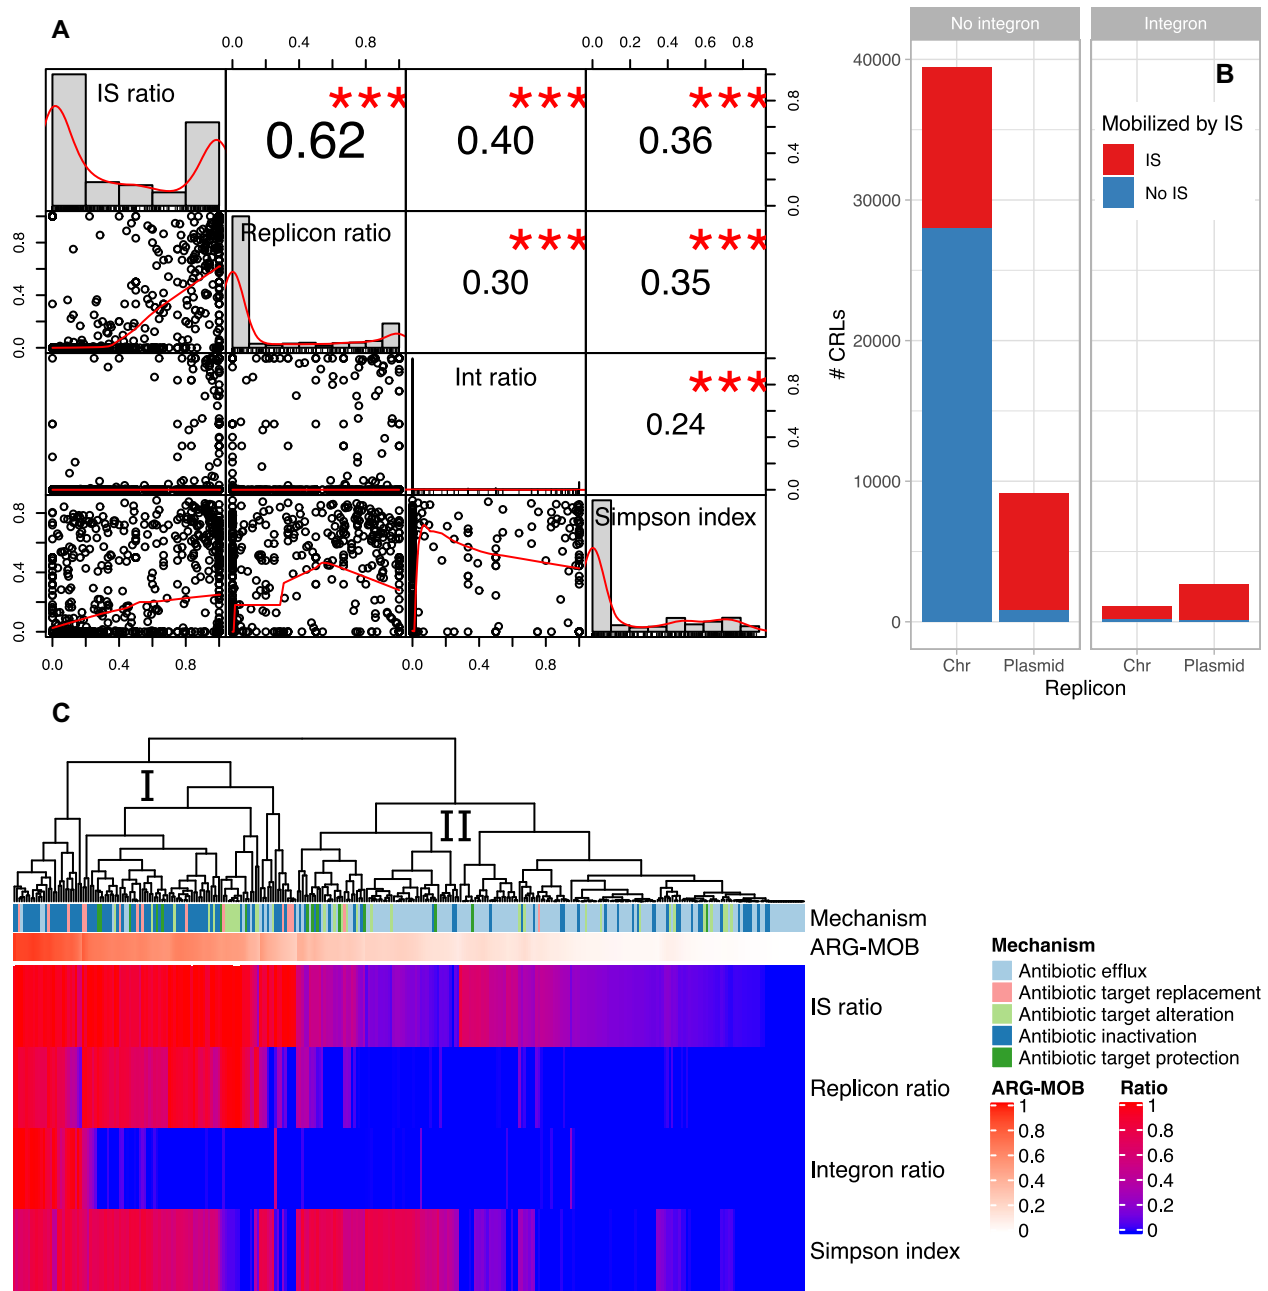 A
0.0 0.4 0.8
0.0 0.2 0.4 0.6 0.8
IS ratio
***
0.62
***
0.40
***
0.36
0.8
0.4
0.0
0.8
0.4
0.0
Replicon ratio
***
0.30
***
0.35
Int ratio
***
0.24
0.8
0.4
0.0
0.8
0.4
0.0
Simpson index
0.0 0.4 0.8
0.0 0.4 0.8
No integron
Integron
B
# CRLs
40000
30000
20000
10000
0
Mobilized by IS
IS
No IS
Chr Plasmid
Chr Plasmid
Replicon
C
I
II
Mechanism
ARG-MOB
IS ratio
Replicon ratio
Integron ratio
Simpson index
Mechanism
Antibiotic efflux
Antibiotic target replacement
Antibiotic target alteration
Antibiotic inactivation
Antibiotic target protection
ARG-MOB
1
0.8
0.6
0.4
0.2
0
Ratio
1
0.8
0.6
0.4
0.2
0